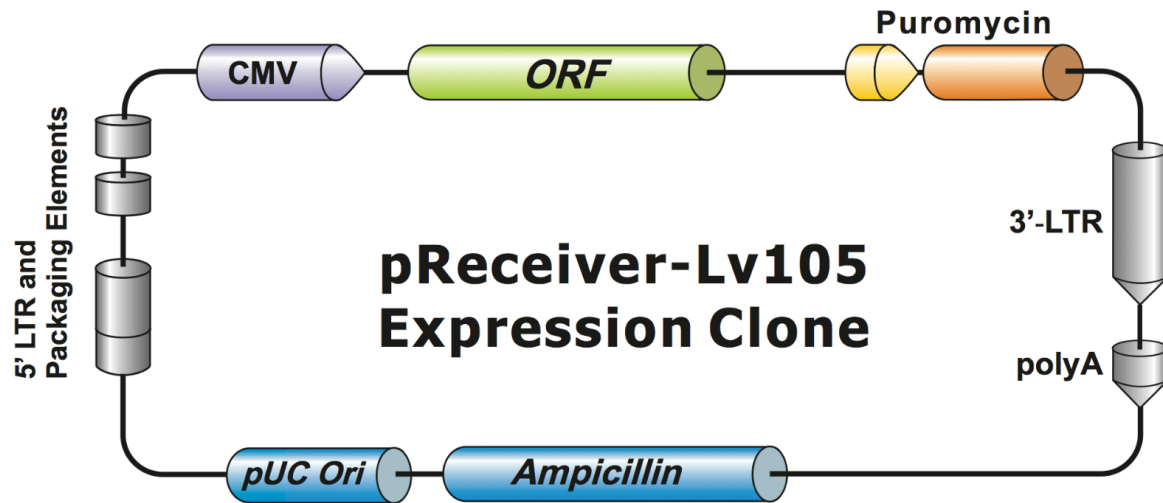 Puromycin
CMV
ORF
5’ LTR and
Packaging Elements
3’-LTR
pReceiver-Lv105
Expression Clone
polyA
pUC Ori
Ampicillin